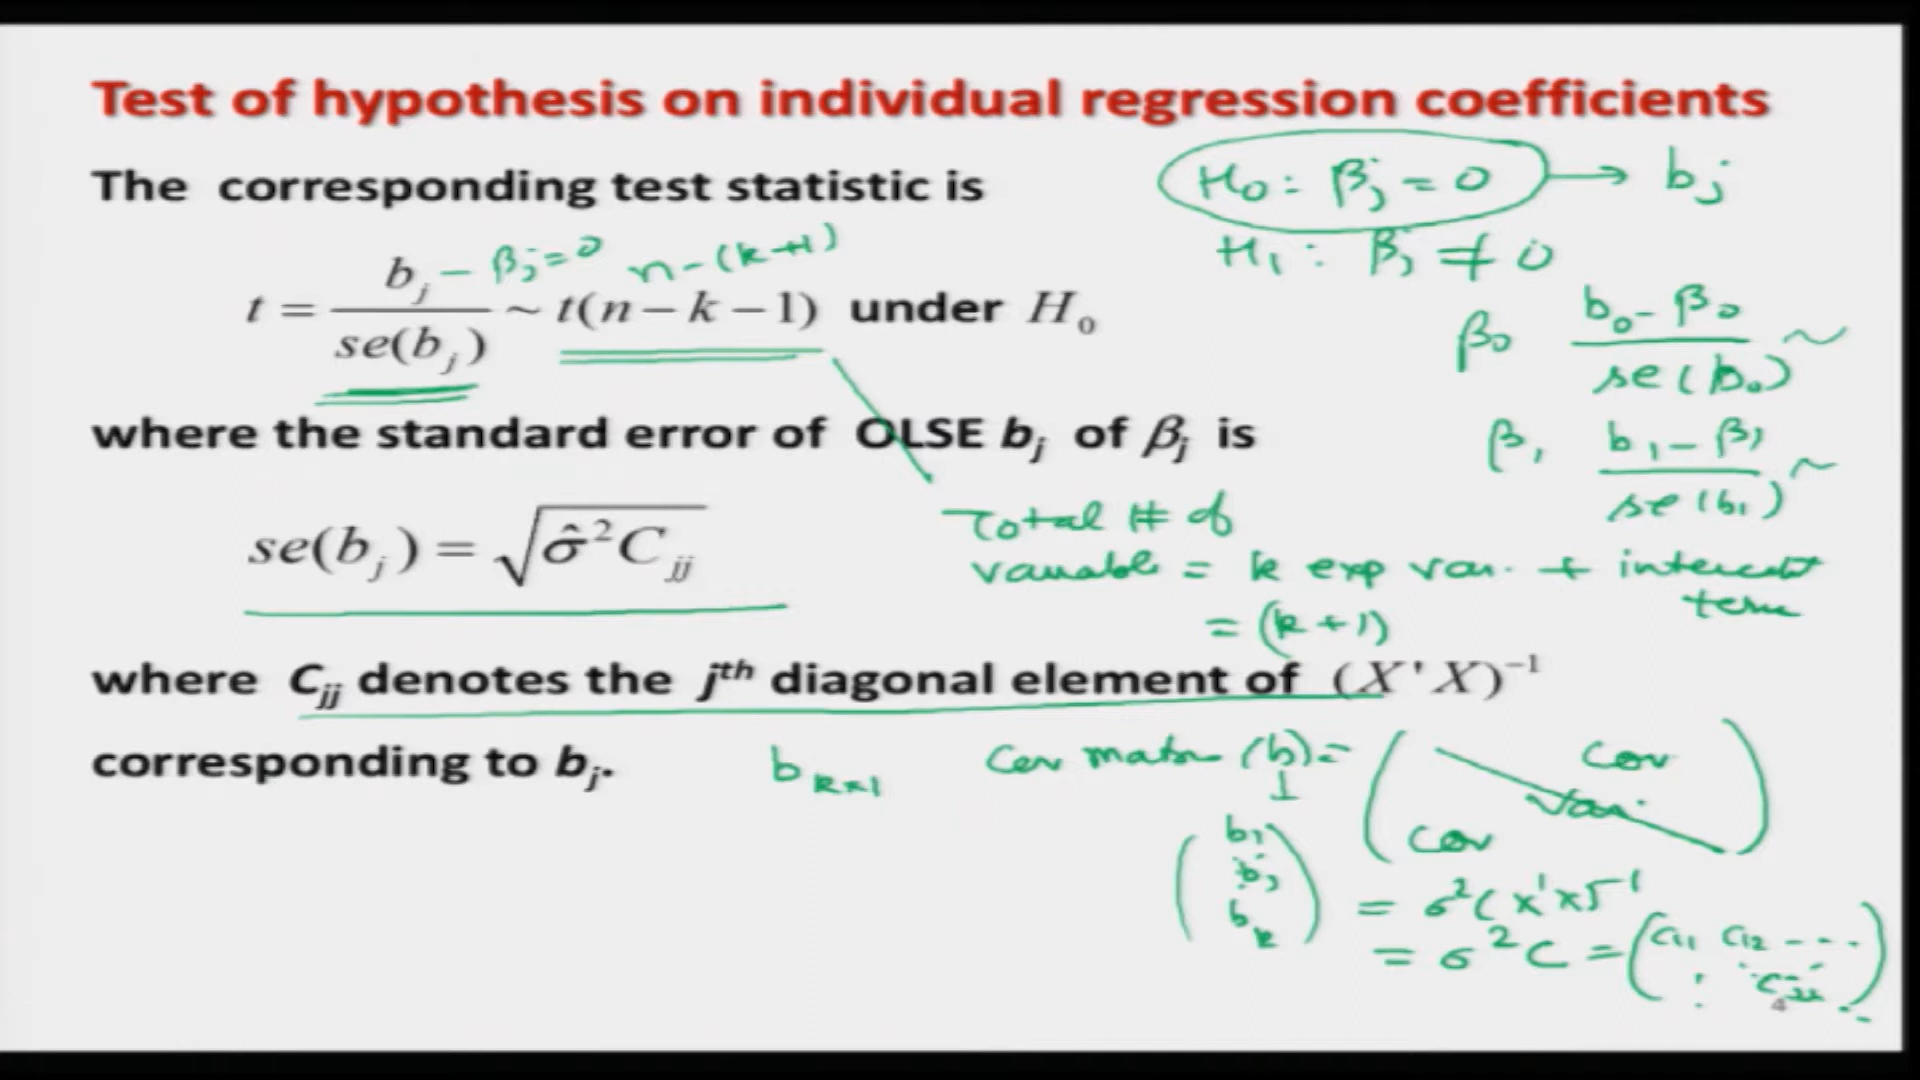 Test of hypothesis on individual regression coefficients
The corresponding test statistic is
H₀ : βⱼ = 0 → bⱼ
H₁ : βⱼ ≠ 0
− βⱼ = 0 n-(k+1)
t = bⱼ / se(bⱼ) ~ t(n − k − 1) under H₀
β₀ (b₀ - β₀) / se(b₀) ~
where the standard error of OLSE bⱼ of βⱼ is
β₁ (b₁ - β₁) / se(b₁) ~
se(bⱼ) = √(σ̂² Cⱼⱼ)
Total # of
variable = k exp var. + intercept term
= (k+1)
where Cⱼⱼ denotes the jᵗʰ diagonal element of (X'X)⁻¹
corresponding to bⱼ.
b k×1 Cov (b) = ( Cov Var. Cov )
( b₁ b₂ : bₖ )
= σ²(X'X)⁻¹
= σ² C = ( C₁₁ C₁₂ ---. : C₂₂ )
4